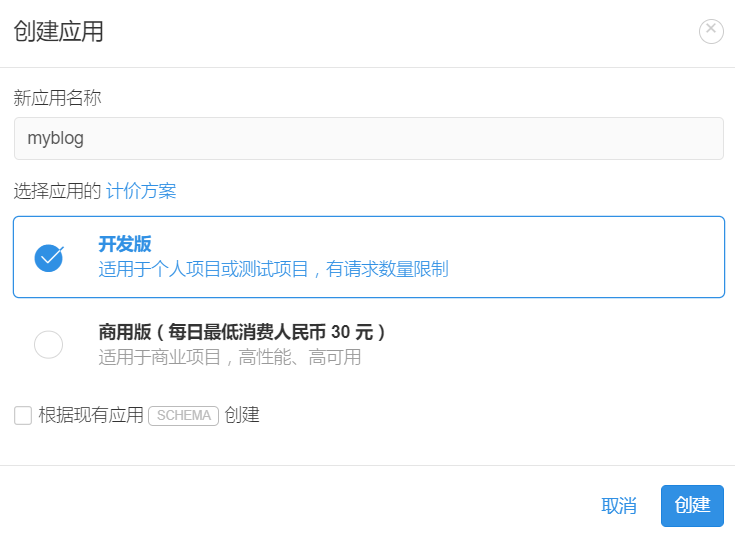 创建应用
新应用名称
myblog
选择应用的 计价方案
开发版
适用于个人项目或测试项目，有请求数量限制
商用版（每日最低消费人民币 30 元）
适用于商业项目，高性能、高可用
根据现有应用 SCHEMA 创建
取消 创建